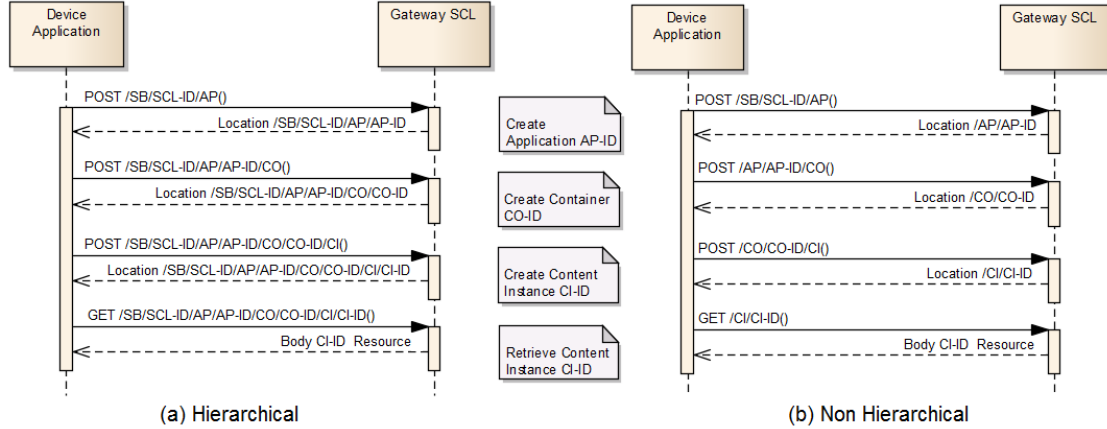 Device
Application
Gateway SCL
POST /SB/SCL-ID/AP()
Location /SB/SCL-ID/AP/AP-ID
POST /SB/SCL-ID/AP/AP-ID/CO()
Location /SB/SCL-ID/AP/AP-ID/CO/CO-ID
POST /SB/SCL-ID/AP/AP-ID/CO/CO-ID/CI()
Location /SB/SCL-ID/AP/AP-ID/CO/CO-ID/CI/CI-ID
GET /SB/SCL-ID/AP/AP-ID/CO/CO-ID/CI/CI-ID()
Body CI-ID Resource
(a) Hierarchical
Create
Application AP-ID
Create Container
CO-ID
Create Content
Instance CI-ID
Retrieve Content
Instance CI-ID
Device
Application
Gateway SCL
POST /SB/SCL-ID/AP()
Location /AP/AP-ID
POST /AP/AP-ID/CO()
Location /CO/CO-ID
POST /CO/CO-ID/CI()
Location /CI/CI-ID
GET /CI/CI-ID()
Body CI-ID Resource
(b) Non Hierarchical